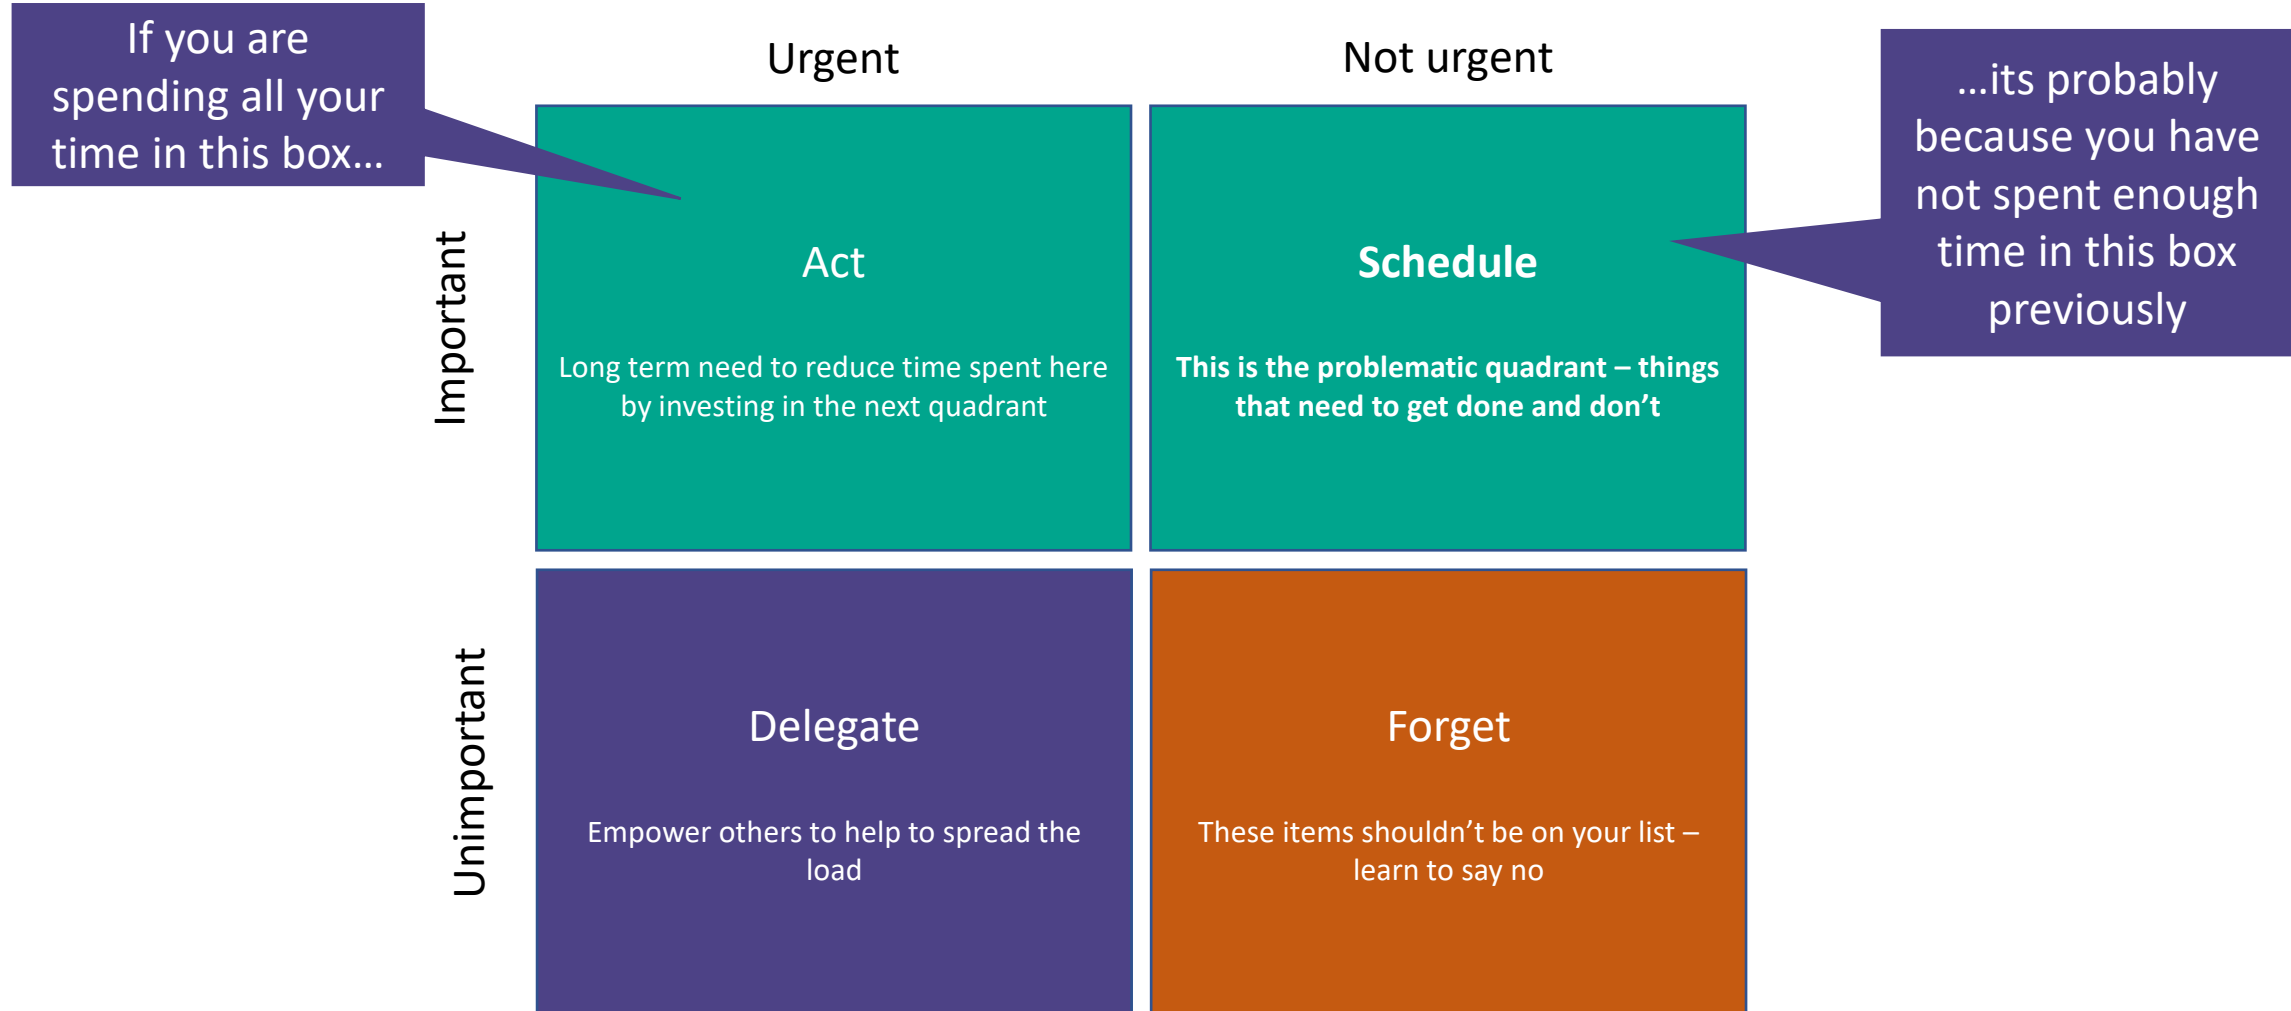 If you are
spending all your
time in this box...
Urgent
Not urgent
...its probably
because you have
not spent enough
time in this box
previously
Important
Act
Long term need to reduce time spent here
by investing in the next quadrant
Schedule
This is the problematic quadrant – things
that need to get done and don’t
Unimportant
Delegate
Empower others to help to spread the
load
Forget
These items shouldn’t be on your list –
learn to say no